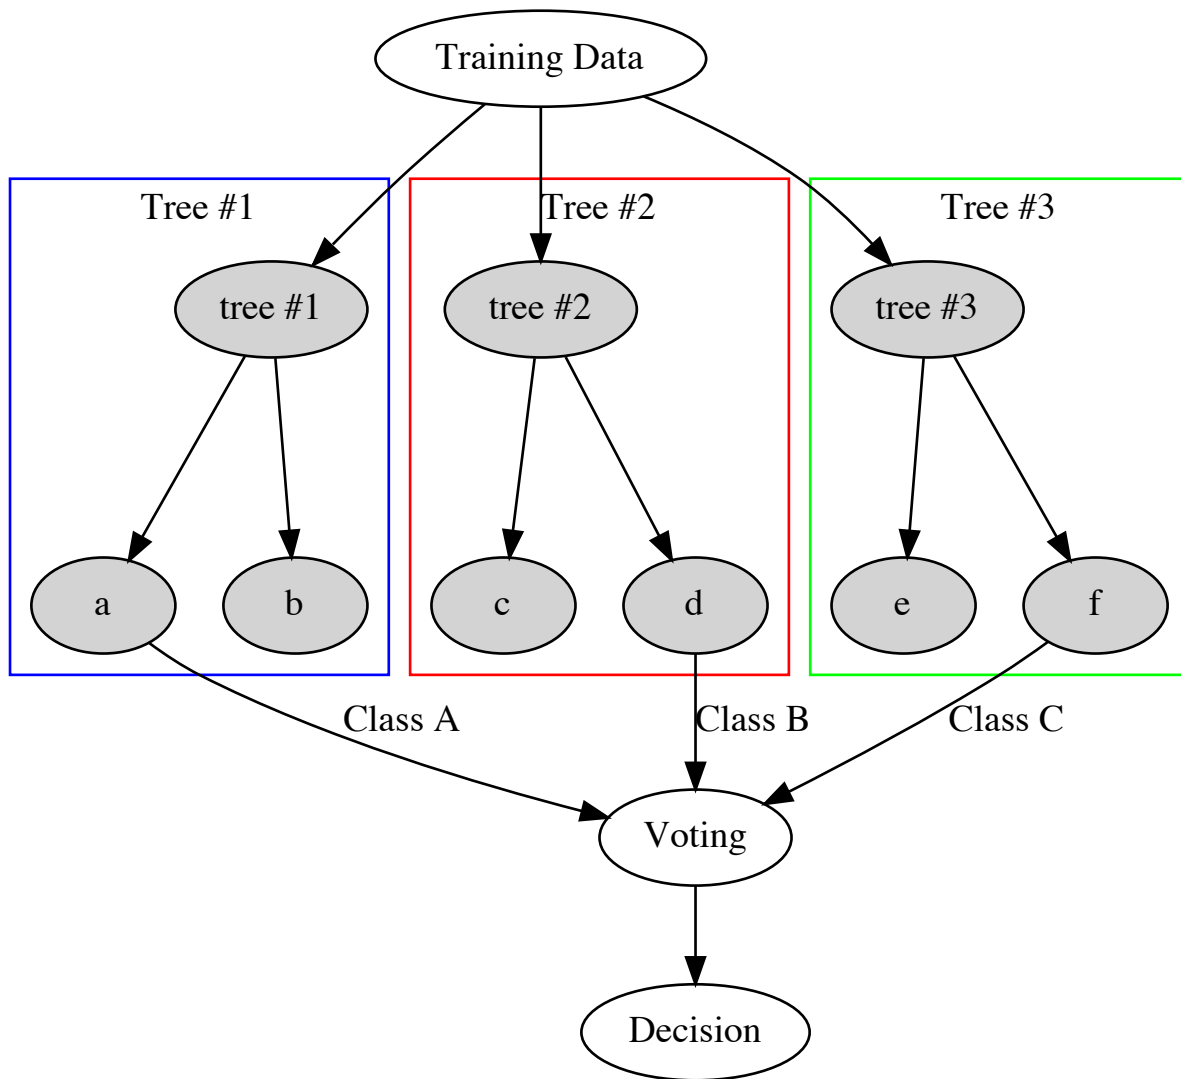 Training Data
Tree #1
Tree #2
Tree #3
tree #1
tree #2
tree #3
a
b
c
d
e
f
Class A
Class B
Class C
Voting
Decision